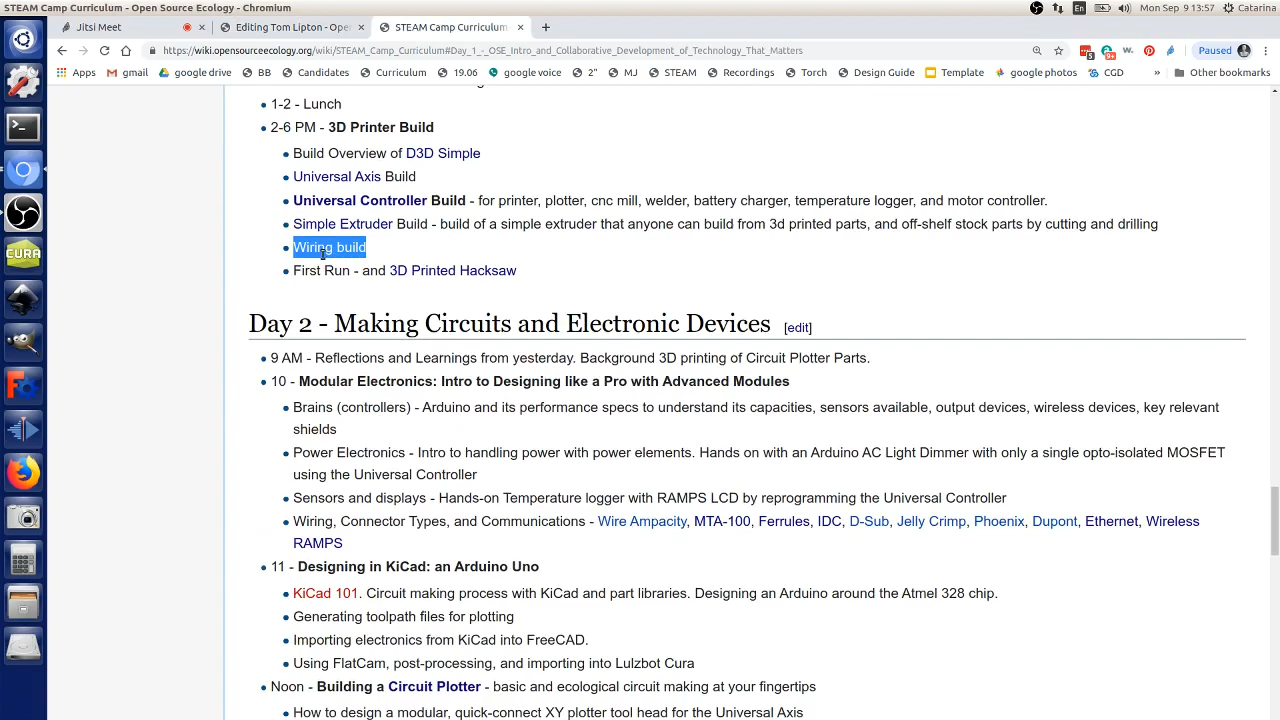 STEAM Camp Curriculum - Open Source Ecology - Chromium
En
Mon Sep 9 13:57
Catarina
Jitsi Meet
Editing Tom Lipton - Ope
STEAM Camp Curriculum
https://wiki.opensourceecology.org/wiki/STEAM_Camp_Curriculum#Day_1_-_OSE_Intro_and_Collaborative_Development_of_Technology_That_Matters
5
9+
W.
Paused
Apps
gmail
google drive
BB
Candidates
Curriculum
19.06
google voice
2"
MJ
STEAM
Recordings
Torch
Design Guide
Template
google photos
CGD
»
Other bookmarks
1-2 - Lunch
2-6 PM - 3D Printer Build
Build Overview of D3D Simple
Universal Axis Build
Universal Controller Build - for printer, plotter, cnc mill, welder, battery charger, temperature logger, and motor controller.
Simple Extruder Build - build of a simple extruder that anyone can build from 3d printed parts, and off-shelf stock parts by cutting and drilling
Wiring build
First Run - and 3D Printed Hacksaw
CURA
Day 2 - Making Circuits and Electronic Devices [edit]
9 AM - Reflections and Learnings from yesterday. Background 3D printing of Circuit Plotter Parts.
10 - Modular Electronics: Intro to Designing like a Pro with Advanced Modules
Brains (controllers) - Arduino and its performance specs to understand its capacities, sensors available, output devices, wireless devices, key relevant
shields
Power Electronics - Intro to handling power with power elements. Hands on with an Arduino AC Light Dimmer with only a single opto-isolated MOSFET
using the Universal Controller
Sensors and displays - Hands-on Temperature logger with RAMPS LCD by reprogramming the Universal Controller
Wiring, Connector Types, and Communications - Wire Ampacity, MTA-100, Ferrules, IDC, D-Sub, Jelly Crimp, Phoenix, Dupont, Ethernet, Wireless
RAMPS
11 - Designing in KiCad: an Arduino Uno
KiCad 101. Circuit making process with KiCad and part libraries. Designing an Arduino around the Atmel 328 chip.
Generating toolpath files for plotting
Importing electronics from KiCad into FreeCAD.
Using FlatCam, post-processing, and importing into Lulzbot Cura
Noon - Building a Circuit Plotter - basic and ecological circuit making at your fingertips
How to design a modular, quick-connect XY plotter tool head for the Universal Axis